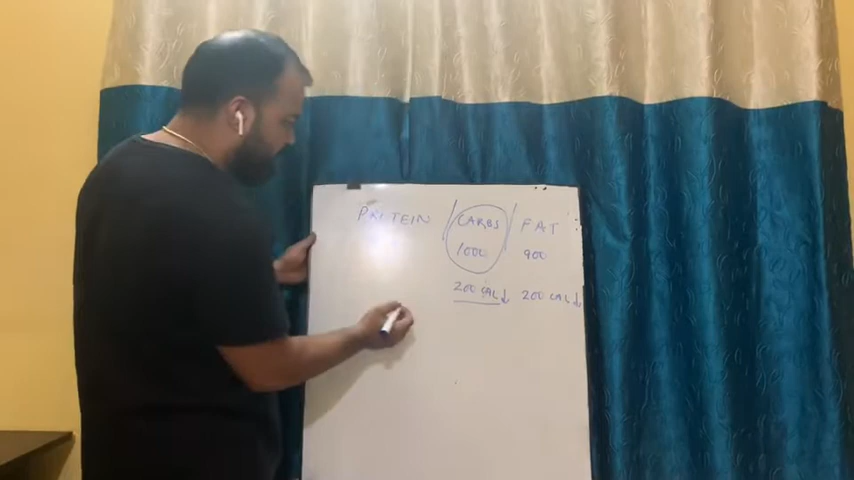 PROTEIN / CARBS / FAT
1000 900
200 CAL↓ 200 CAL↓